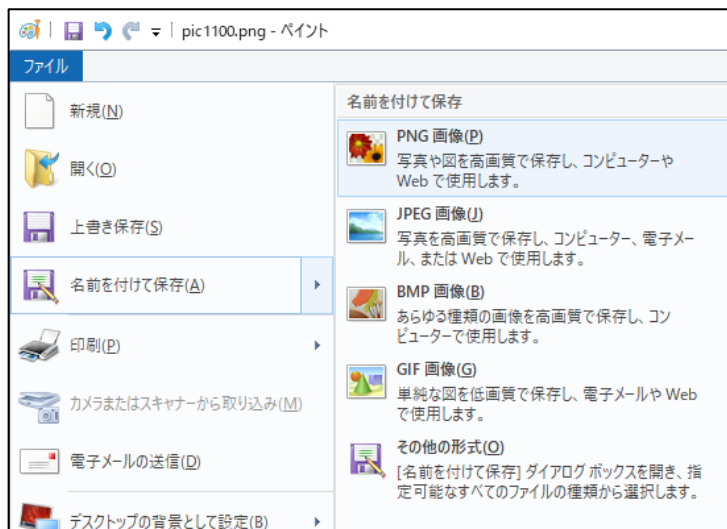 pic1100.png - ペイント
ファイル
新規(N)
開く(O)
上書き保存(S)
名前を付けて保存(A)
印刷(P)
カメラまたはスキャナーから取り込み(M)
電子メールの送信(D)
デスクトップの背景として設定(B)
名前を付けて保存
PNG 画像(P)
写真や図を高画質で保存し、コンピューターや
Web で使用します。
JPEG 画像(J)
写真を高画質で保存し、コンピューター、電子メー
ル、または Web で使用します。
BMP 画像(B)
あらゆる種類の画像を高画質で保存し、コン
ピューターで使用します。
GIF 画像(G)
単純な図を低画質で保存し、電子メールや Web
で使用します。
その他の形式(O)
[名前を付けて保存] ダイアログ ボックスを開き、指
定可能なすべてのファイルの種類から選択します。